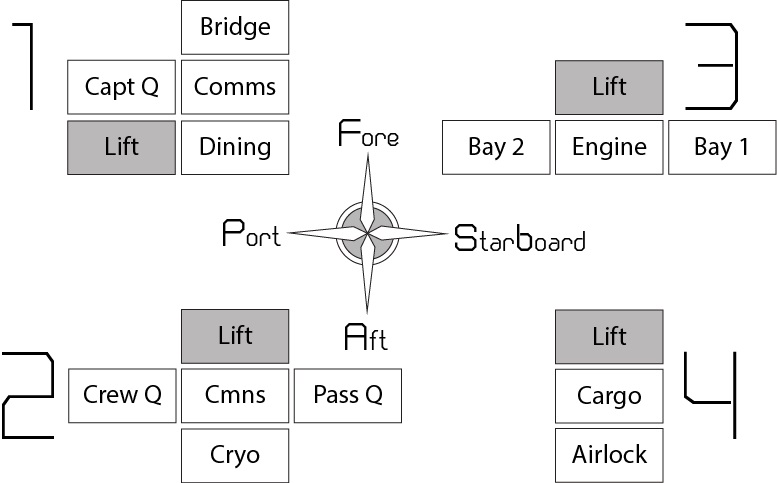 1
Bridge
Capt Q
Comms
Lift
Dining
3
Lift
Bay 2
Engine
Bay 1
Fore
Port
Starboard
Aft
2
Lift
Crew Q
Cmns
Pass Q
Cryo
4
Lift
Cargo
Airlock